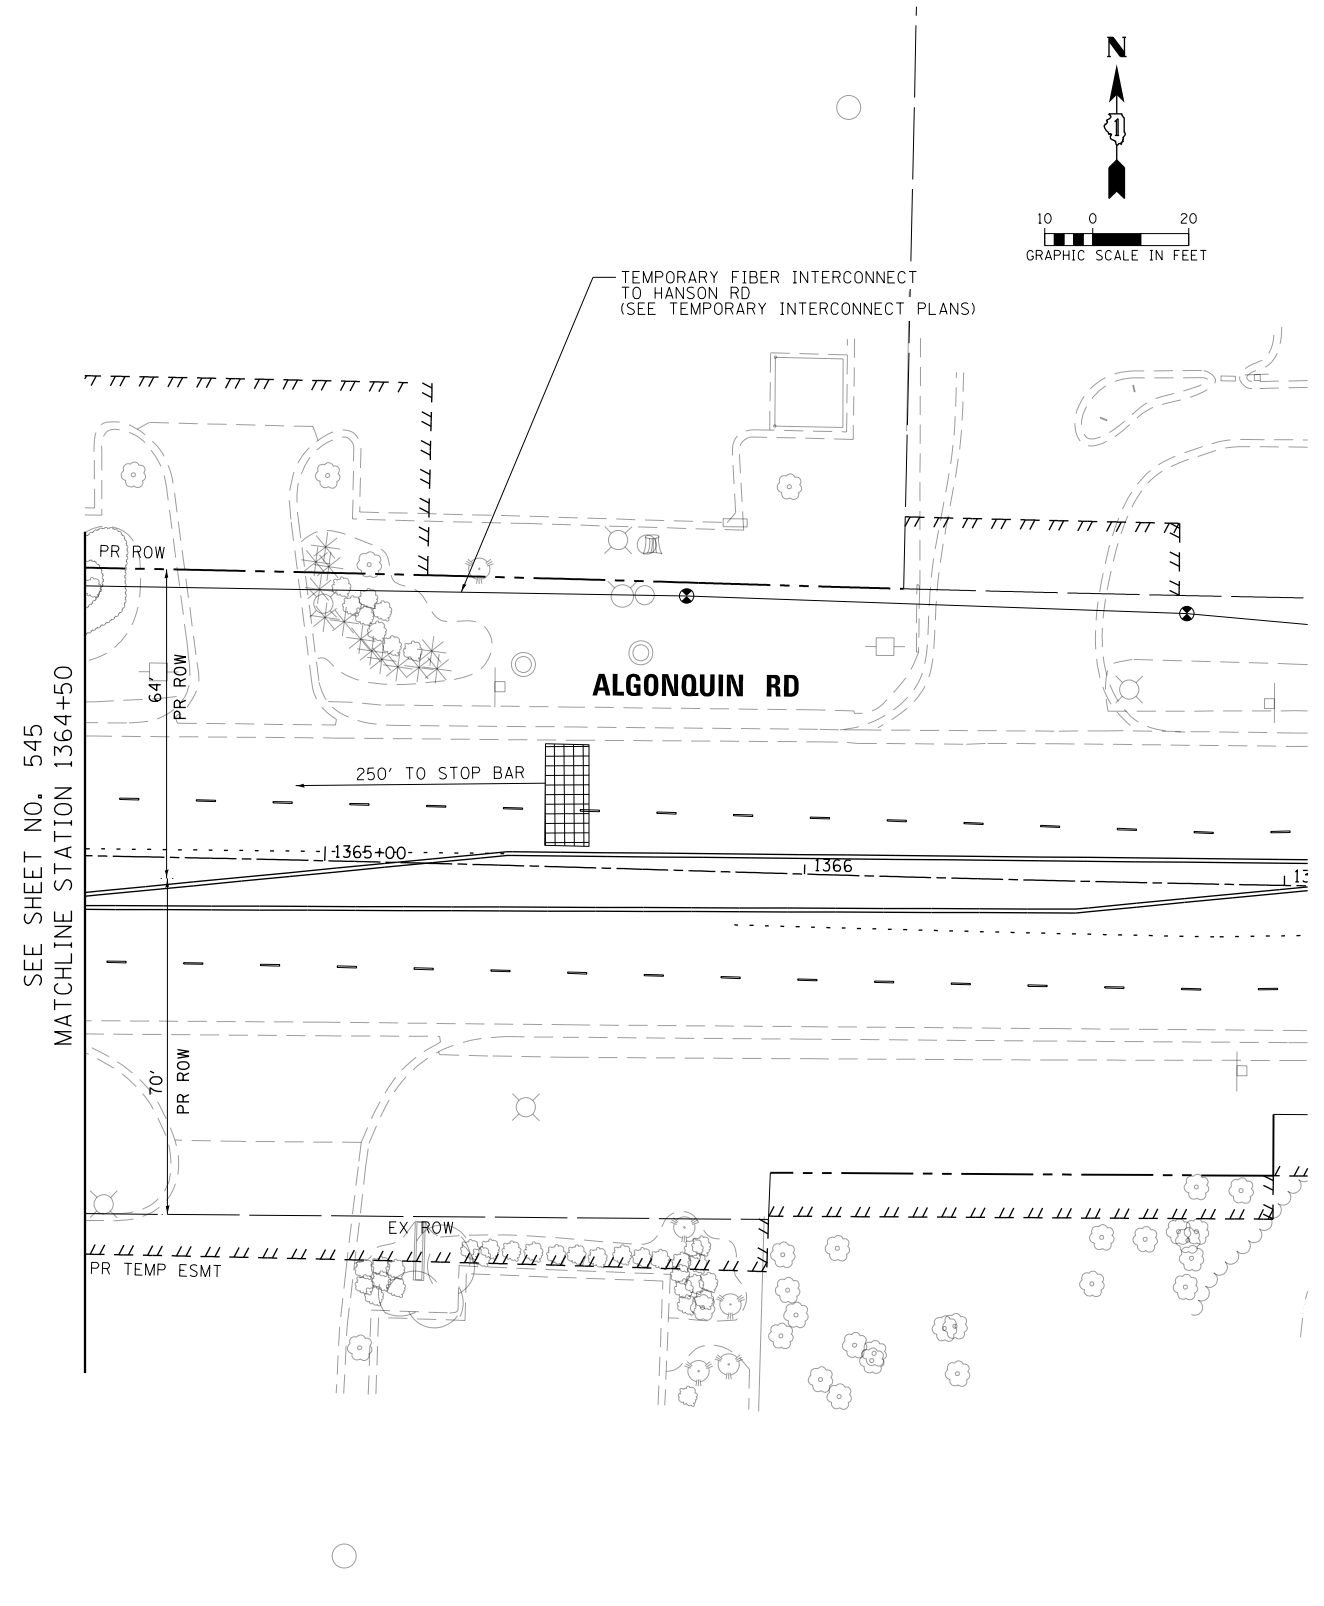 N
1
10 0 20
GRAPHIC SCALE IN FEET
TEMPORARY FIBER INTERCONNECT
TO HANSON RD
(SEE TEMPORARY INTERCONNECT PLANS)
PR ROW
64'
PR ROW
ALGONQUIN RD
SEE SHEET NO. 545
MATCHLINE STATION 1364+50
250' TO STOP BAR
1365+00
1366
13
70'
PR ROW
EX ROW
PR TEMP ESMT